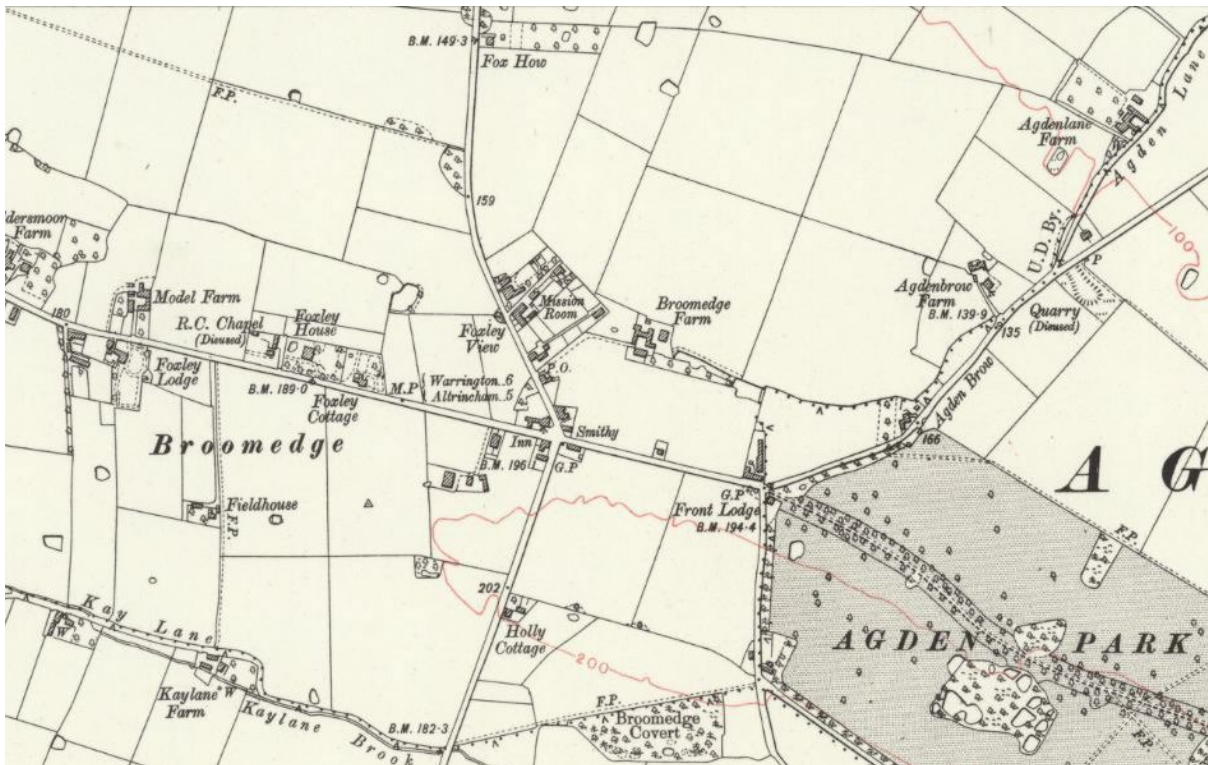 B.M. 149·3
Fox How
F.P.
Agdenlane
Farm
Agden Lane
159
U.D. By.
100
dersmoor
Farm
Model Farm
Mission
Room
Broomedge
Farm
Agdenbrow
Farm
B.M. 139·9
P
Quarry (Disused)
135
180
R.C. Chapel
(Disused)
Foxley
House
Foxley
View
P.O.
Foxley
Lodge
B.M. 189·0
M.P
Warrington..6
Altrincham..5
Foxley
Cottage
Agden Brow
Broomedge
Inn
Smithy
166
B.M. 196
G.P
A G
G.P
Front Lodge
B.M. 194·4
Fieldhouse
F.P.
F.P.
202
Holly
Cottage
AGDEN PARK
Kay Lane
W
200
Kaylane
Farm
W
Kaylane Brook
F.P.
Broomedge
Covert
B.M. 182·3
F.P.